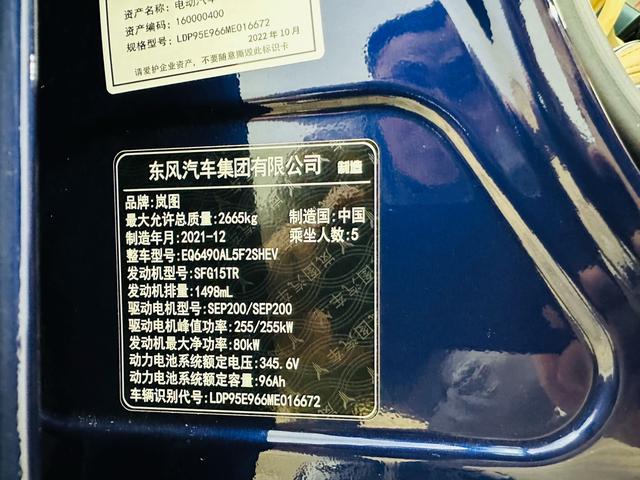 资产名称：电动汽车
资产编码：160000400
规格型号：LDP95E966ME016672
2022年10月
请爱护企业资产，不要随意撕毁此标识卡
东风汽车集团有限公司 制造
品牌:岚图
最大允许总质量:2665kg 制造国:中国
制造年月:2021-12 乘坐人数:5
整车型号:EQ6490AL5F2SHEV
发动机型号:SFG15TR
发动机排量:1498mL
驱动电机型号:SEP200/SEP200
驱动电机峰值功率:255/255kW
发动机最大净功率:80kW
动力电池系统额定电压:345.6V
动力电池系统额定容量:96Ah
车辆识别代号:LDP95E966ME016672